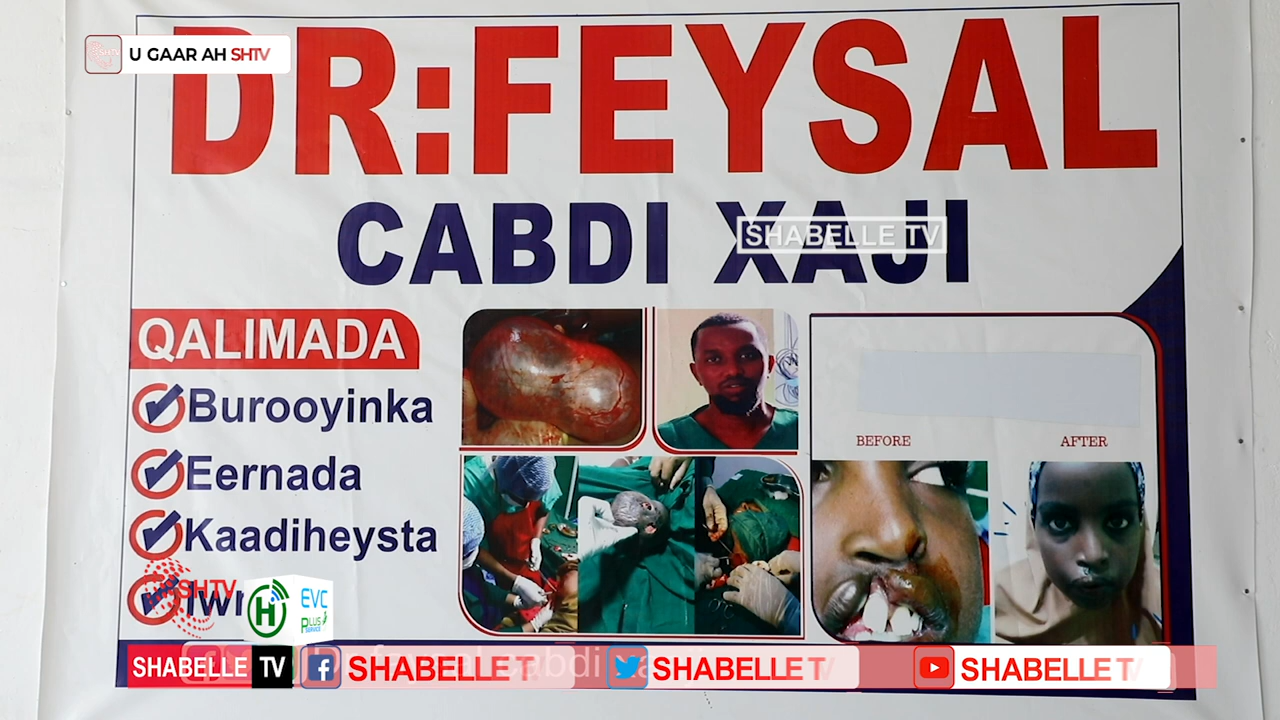 U GAAR AH SHTV
DR:FEYSAL
CABDI XAJI
SHABELLE TV
QALIMADA
Burooyinka
Eernada
Kaadiheysta
BEFORE
AFTER
SHTV
H
EVC
Plus
SERVICE
SHABELLE TV
SHABELLE T
SHABELLE T
SHABELLE T